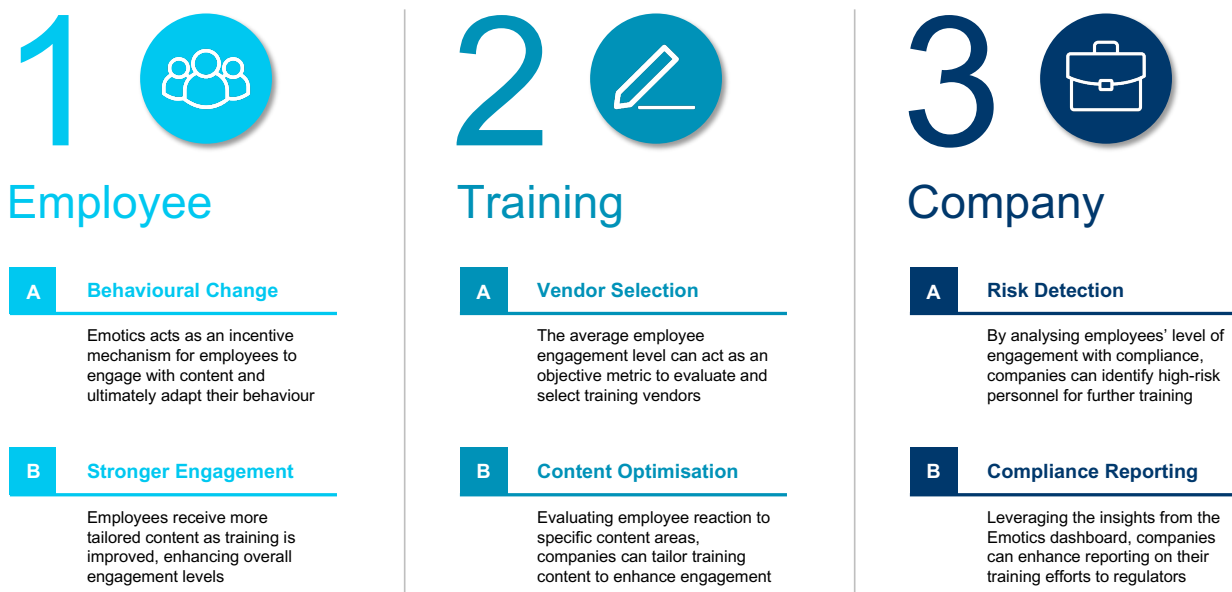 1
Employee
A
Behavioural Change
Emotics acts as an incentive
mechanism for employees to
engage with content and
ultimately adapt their behaviour
B
Stronger Engagement
Employees receive more
tailored content as training is
improved, enhancing overall
engagement levels
2
Training
A
Vendor Selection
The average employee
engagement level can act as an
objective metric to evaluate and
select training vendors
B
Content Optimisation
Evaluating employee reaction to
specific content areas,
companies can tailor training
content to enhance engagement
3
Company
A
Risk Detection
By analysing employees’ level of
engagement with compliance,
companies can identify high-risk
personnel for further training
B
Compliance Reporting
Leveraging the insights from the
Emotics dashboard, companies
can enhance reporting on their
training efforts to regulators